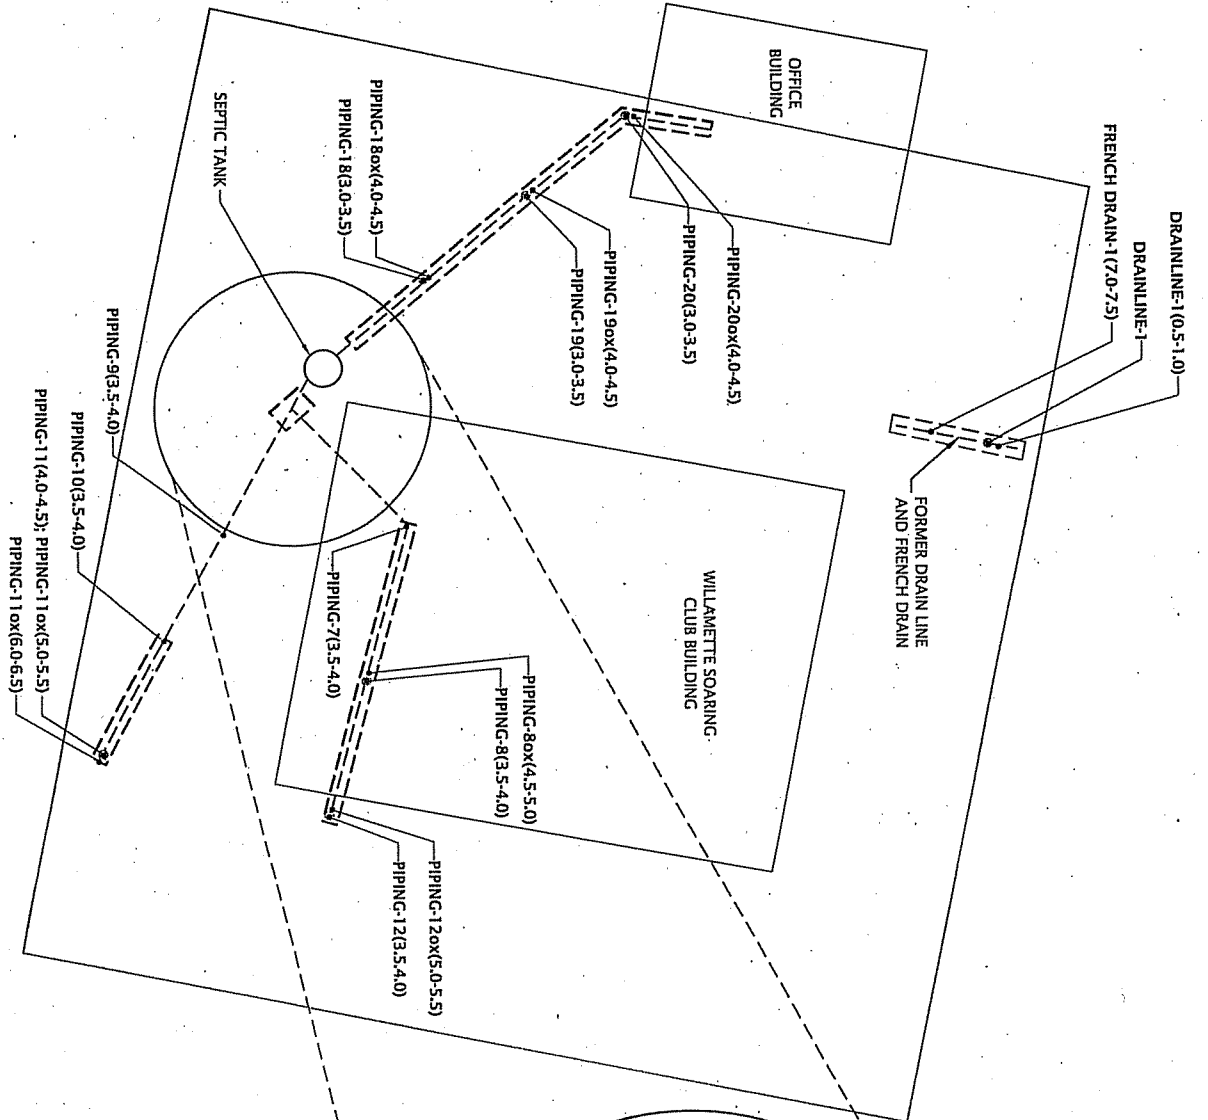 DRAINLINE-1(0.5-1.0)
DRAINLINE-1
FRENCH DRAIN-1(7.0-7.5)
OFFICE
BUILDING
FORMER DRAIN LINE
AND FRENCH DRAIN
PIPING-20ox(4.0-4.5)
PIPING-20(3.0-3.5)
PIPING-19ox(4.0-4.5)
PIPING-19(3.0-3.5)
PIPING-18ox(4.0-4.5)
PIPING-18(3.0-3.5)
SEPTIC TANK
WILLAMETTE SOARING
CLUB BUILDING
PIPING-8ox(4.5-5.0)
PIPING-8(3.5-4.0)
PIPING-7(3.5-4.0)
PIPING-12ox(5.0-5.5)
PIPING-12(3.5.4.0)
PIPING-9(3.5-4.0)
PIPING-10(3.5-4.0)
PIPING-11(4.0-4.5); PIPING-11ox(5.0-5.5)
PIPING-11ox(6.0-6.5)